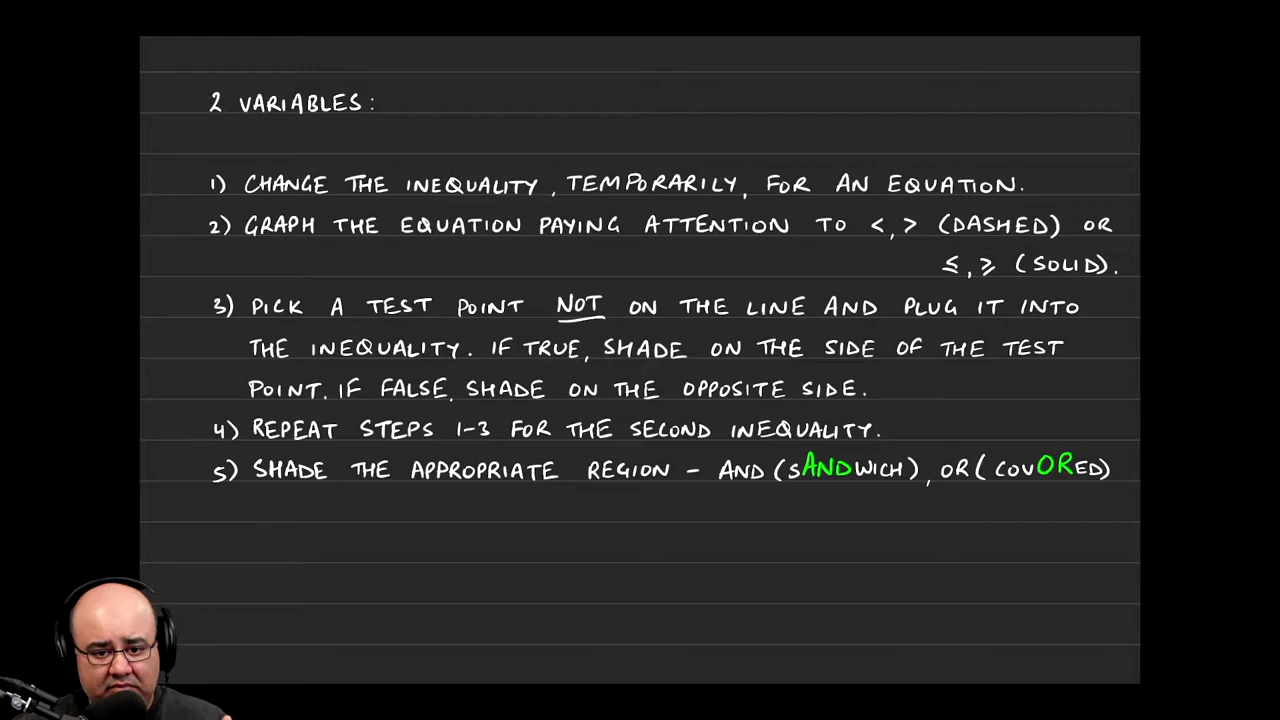 2 VARIABLES:
1) CHANGE THE INEQUALITY, TEMPORARILY, FOR AN EQUATION.
2) GRAPH THE EQUATION PAYING ATTENTION TO <,> (DASHED) OR
≤,≥ (SOLID).
3) PICK A TEST POINT NOT ON THE LINE AND PLUG IT INTO
THE INEQUALITY. IF TRUE, SHADE ON THE SIDE OF THE TEST
POINT. IF FALSE, SHADE ON THE OPPOSITE SIDE.
4) REPEAT STEPS 1-3 FOR THE SECOND INEQUALITY.
5) SHADE THE APPROPRIATE REGION - AND (SANDWICH), OR (COVORED)